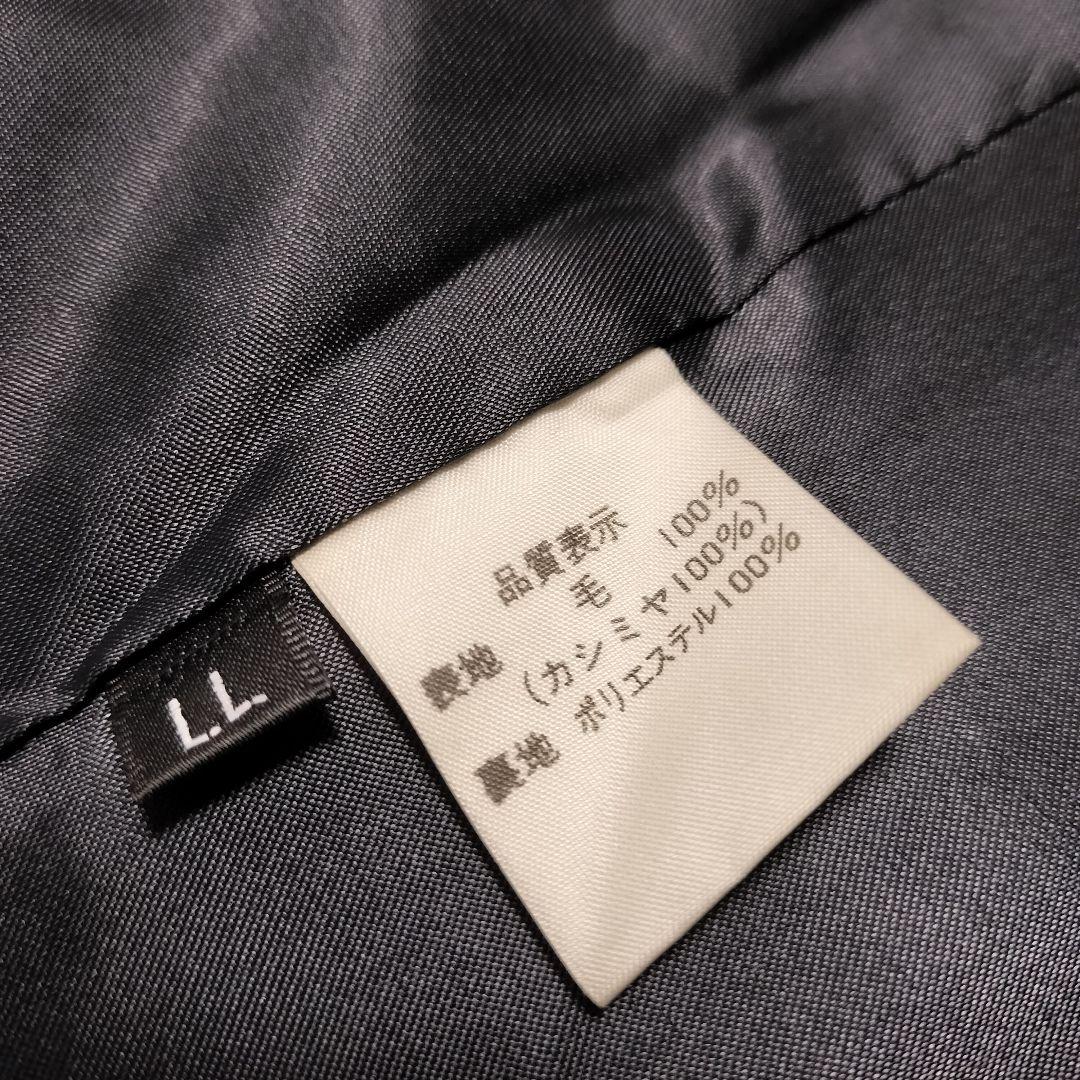 品質表示
表地 毛 100%
(カシミヤ100%)
裏地 ポリエステル100%
L.L.